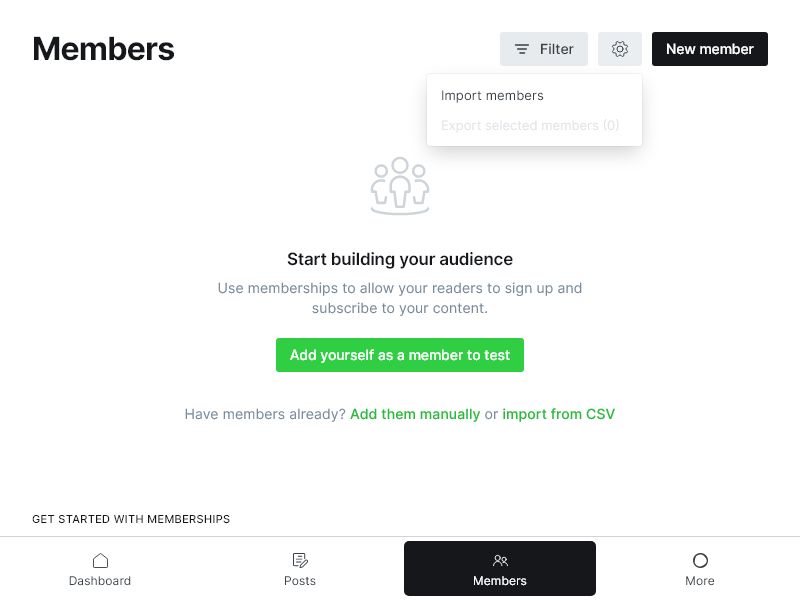 Members
Filter
New member
Import members
Export selected members (0)
Start building your audience
Use memberships to allow your readers to sign up and
subscribe to your content.
Add yourself as a member to test
Have members already? Add them manually or import from CSV
GET STARTED WITH MEMBERSHIPS
Dashboard
Posts
Members
More